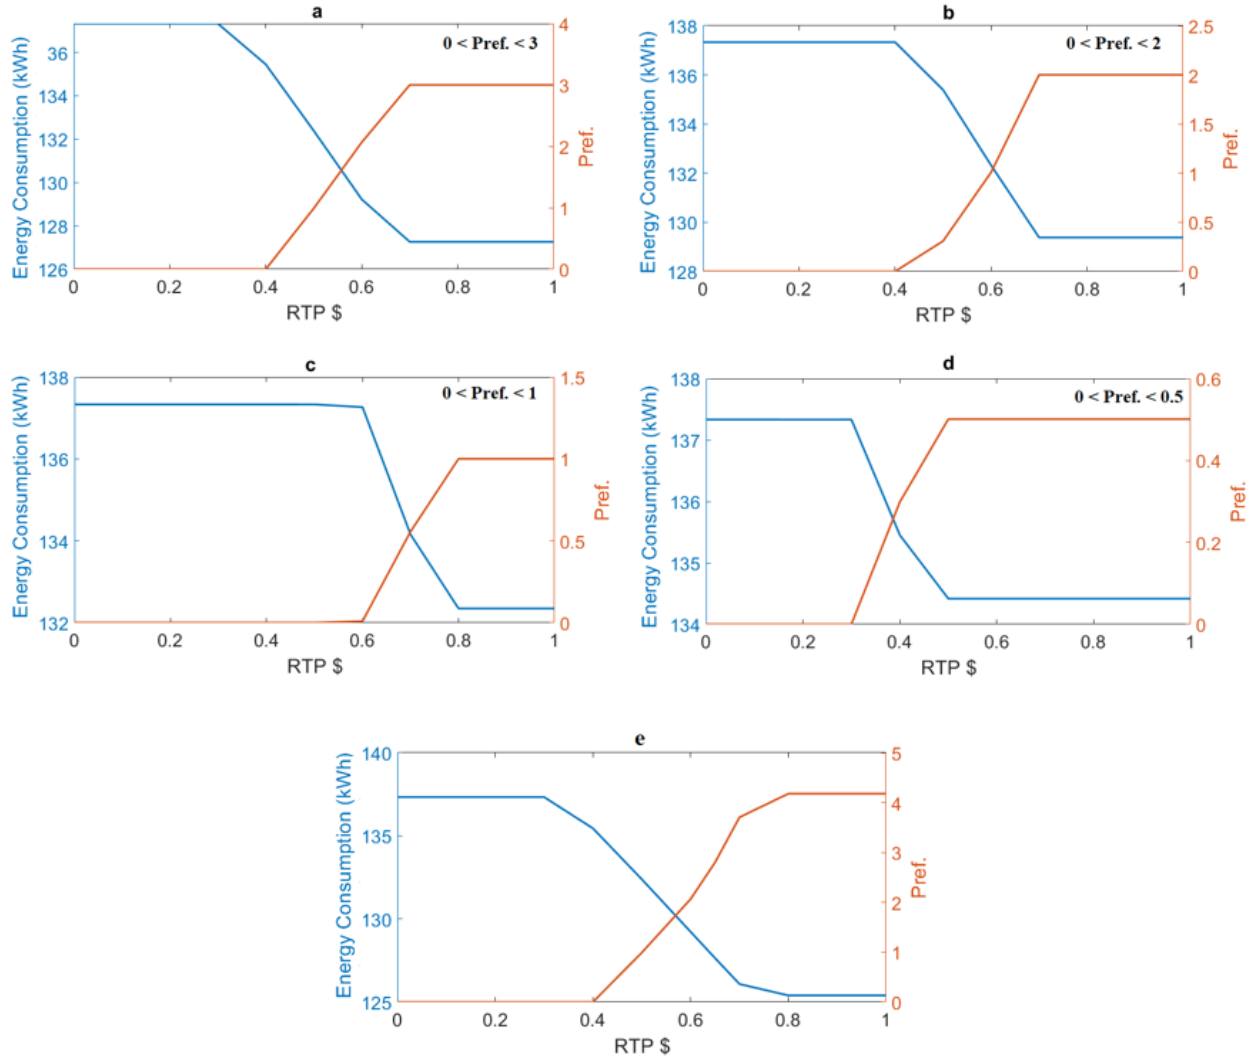 a
0 < Pref. < 3
Energy Consumption (kWh)
36
134
132
130
128
126
4
3
2
1
0
Pref.
0 0.2 0.4 0.6 0.8 1
RTP $
b
0 < Pref. < 2
Energy Consumption (kWh)
138
136
134
132
130
128
2.5
2
1.5
1
0.5
0
Pref.
0 0.2 0.4 0.6 0.8 1
RTP $
c
0 < Pref. < 1
Energy Consumption (kWh)
138
136
134
132
1.5
1
0.5
0
Pref.
0 0.2 0.4 0.6 0.8 1
RTP $
d
0 < Pref. < 0.5
Energy Consumption (kWh)
138
137
136
135
134
0.6
0.4
0.2
0
Pref.
0 0.2 0.4 0.6 0.8 1
RTP $
e
Energy Consumption (kWh)
140
135
130
125
5
4
3
2
1
0
Pref.
0 0.2 0.4 0.6 0.8 1
RTP $